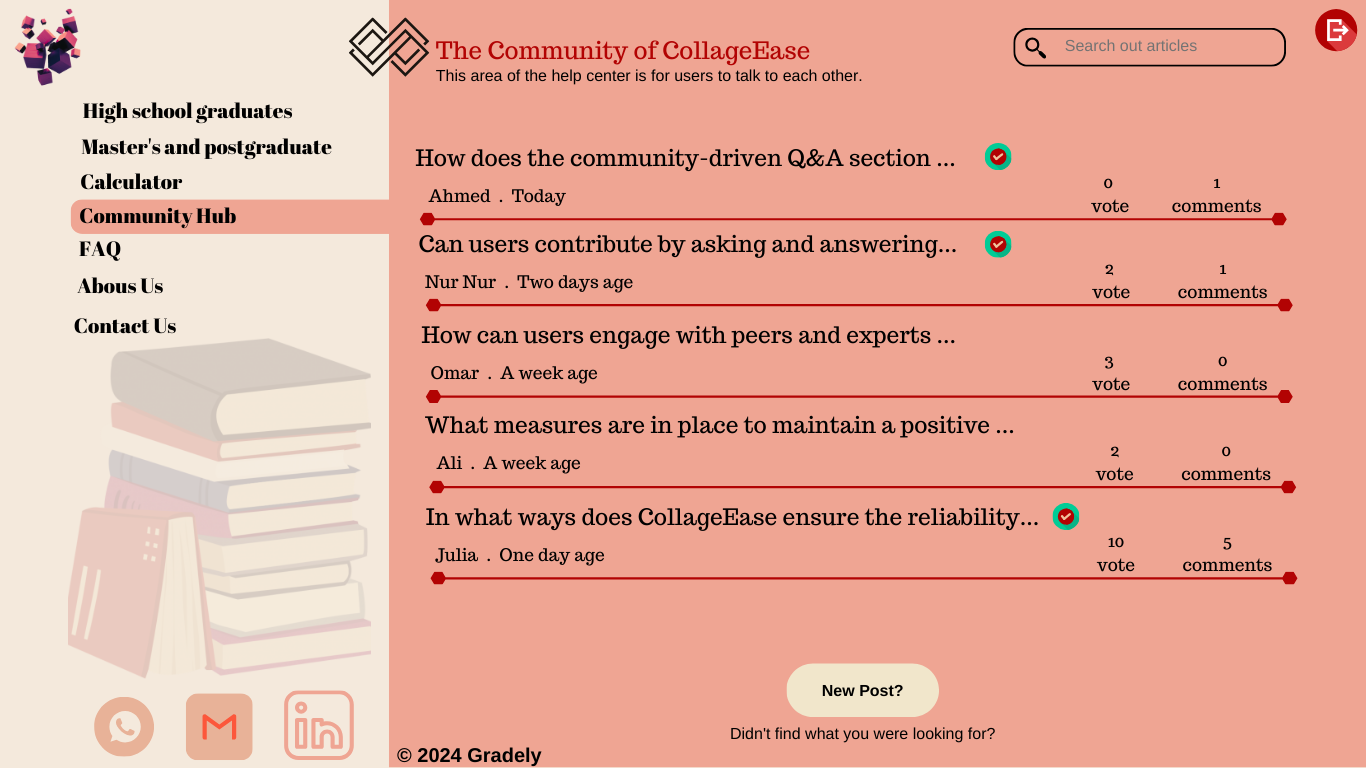 The Community of CollageEase
This area of the help center is for users to talk to each other.
Search out articles
High school graduates
Master's and postgraduate
Calculator
Community Hub
FAQ
Abous Us
Contact Us
How does the community-driven Q&A section ...
Ahmed . Today
0 vote
1 comments
Can users contribute by asking and answering...
Nur Nur . Two days age
2 vote
1 comments
How can users engage with peers and experts ...
Omar . A week age
3 vote
0 comments
What measures are in place to maintain a positive ...
Ali . A week age
2 vote
0 comments
In what ways does CollageEase ensure the reliability...
Julia . One day age
10 vote
5 comments
New Post?
Didn't find what you were looking for?
© 2024 Gradely